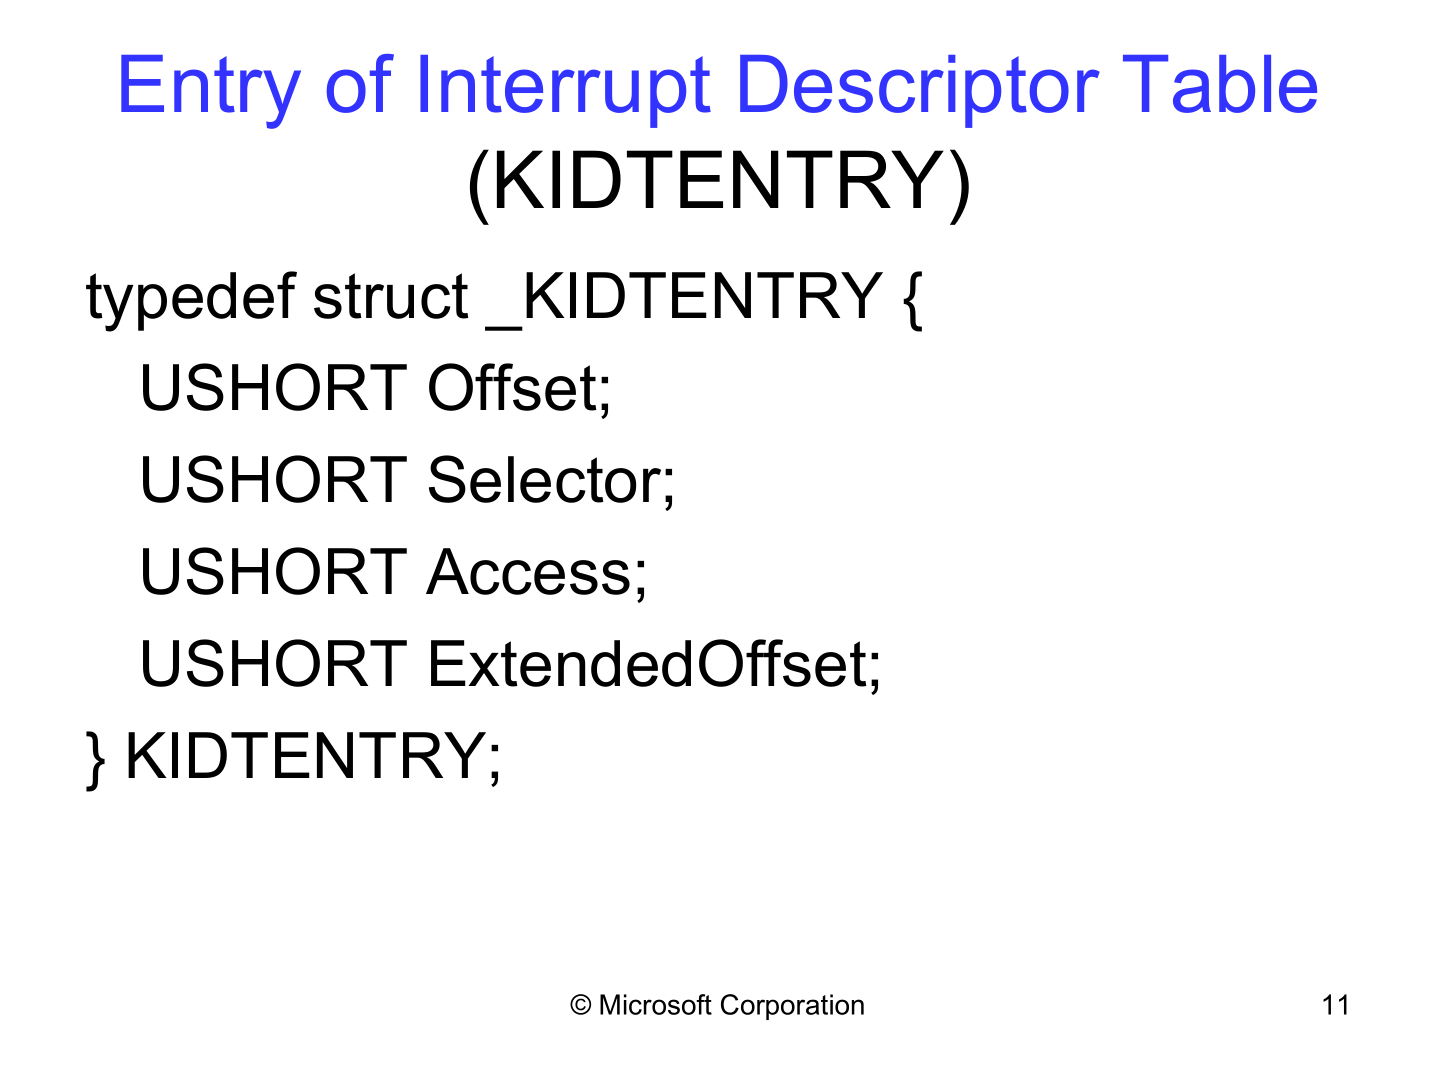 Entry of Interrupt Descriptor Table
(KIDTENTRY)
typedef struct _KIDTENTRY {
USHORT Offset;
USHORT Selector;
USHORT Access;
USHORT ExtendedOffset;
} KIDTENTRY;
© Microsoft Corporation
11